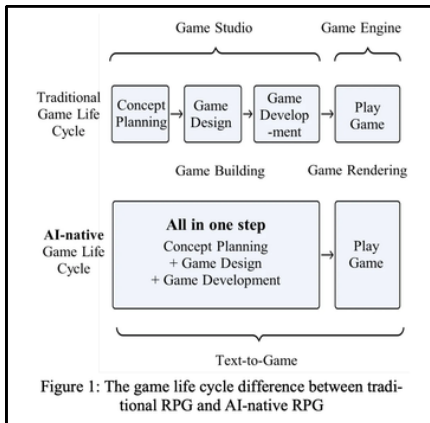 Game Studio Game Engine
Traditional
Game Life
Cycle
Concept
Planning
Game
Design
Game
Develop
-ment
Play
Game
Game Building Game Rendering
AI-native
Game Life
Cycle
All in one step
Concept Planning
+ Game Design
+ Game Development
Play
Game
Text-to-Game
Figure 1: The game life cycle difference between tradi-
tional RPG and AI-native RPG